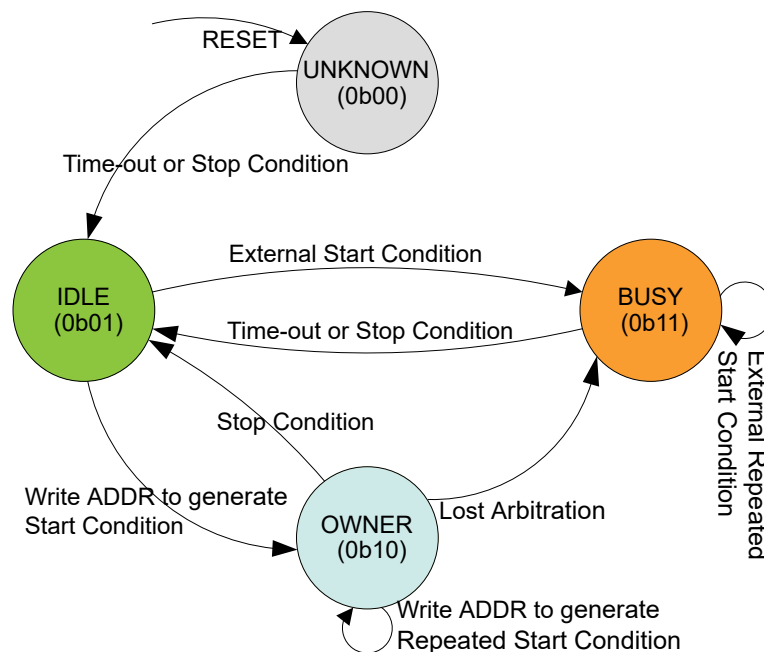 RESET
UNKNOWN
(0b00)
Time-out or Stop Condition
IDLE
(0b01)
External Start Condition
BUSY
(0b11)
Time-out or Stop Condition
External Repeated
Start Condition
Stop Condition
Write ADDR to generate
Start Condition
OWNER
(0b10)
Lost Arbitration
Write ADDR to generate
Repeated Start Condition